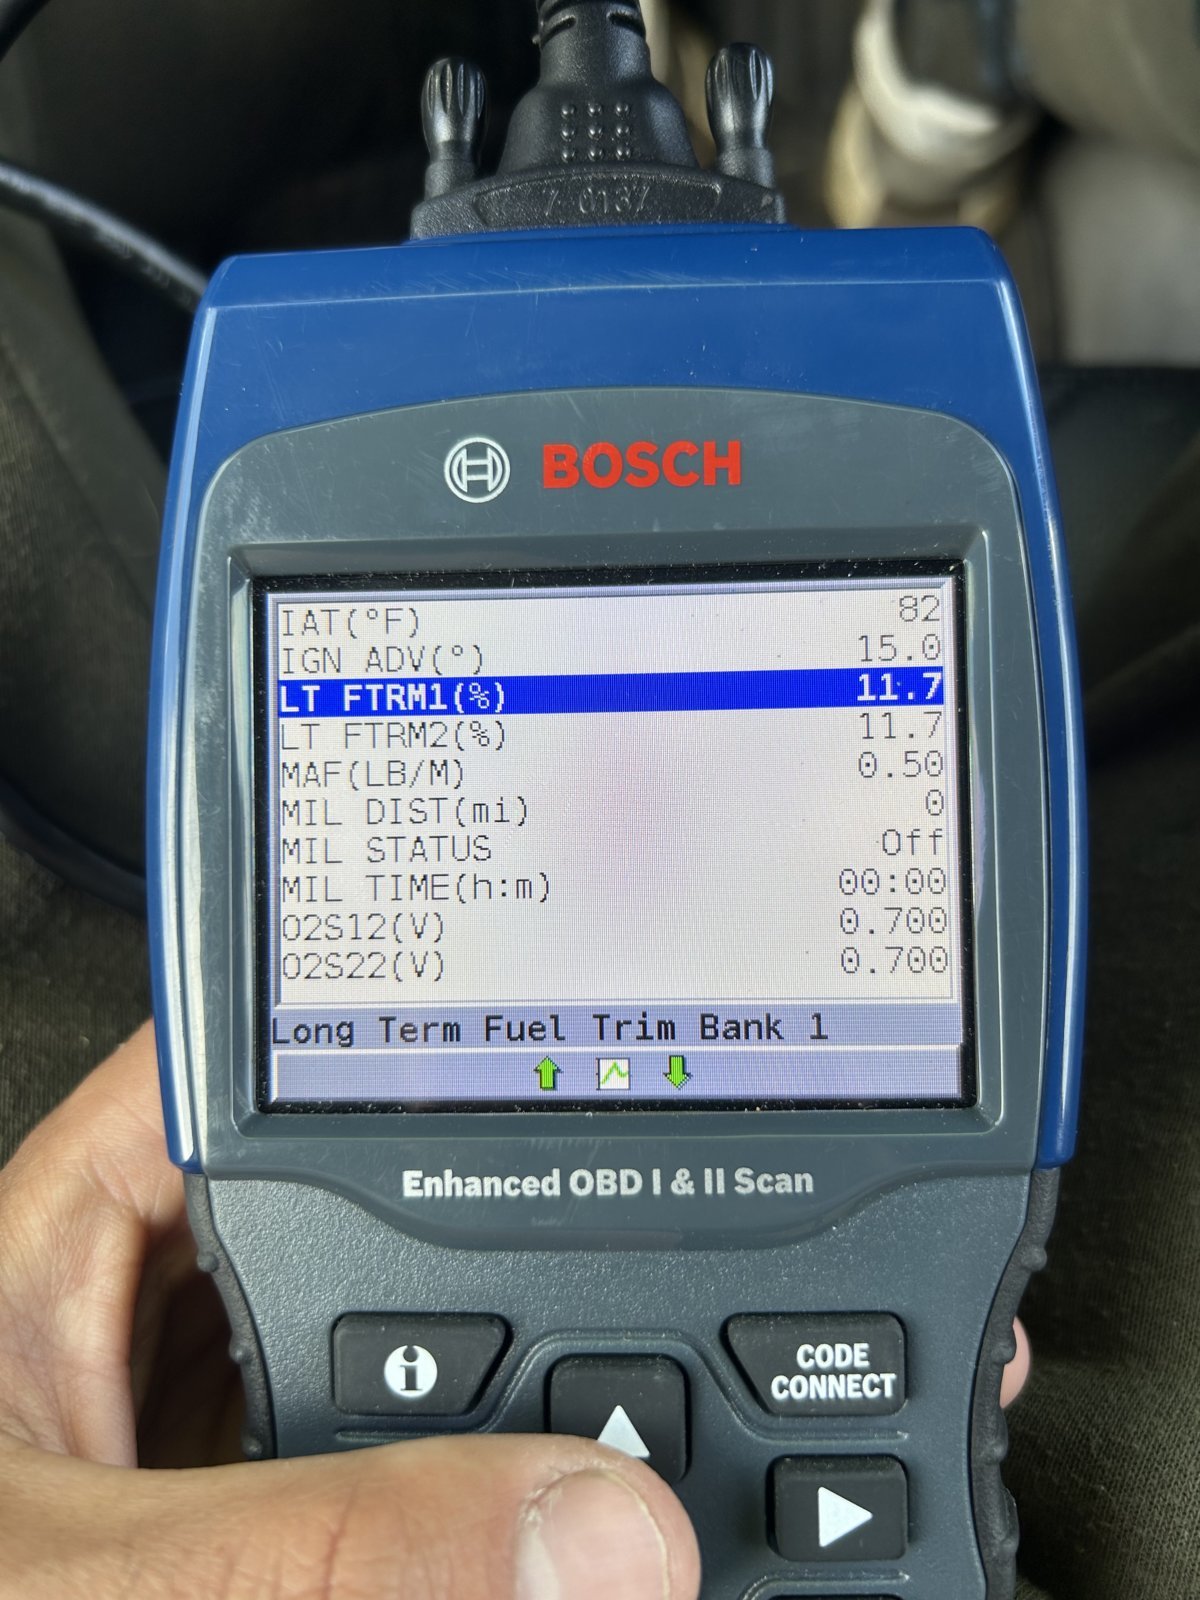 7 0137
BOSCH
IAT(°F) 82
IGN ADV(°) 15.0
LT FTRM1(%) 11.7
LT FTRM2(%) 11.7
MAF(LB/M) 0.50
MIL DIST(mi) 0
MIL STATUS Off
MIL TIME(h:m) 00:00
O2S12(V) 0.700
O2S22(V) 0.700
Long Term Fuel Trim Bank 1
Enhanced OBD I & II Scan
i
CODE
CONNECT